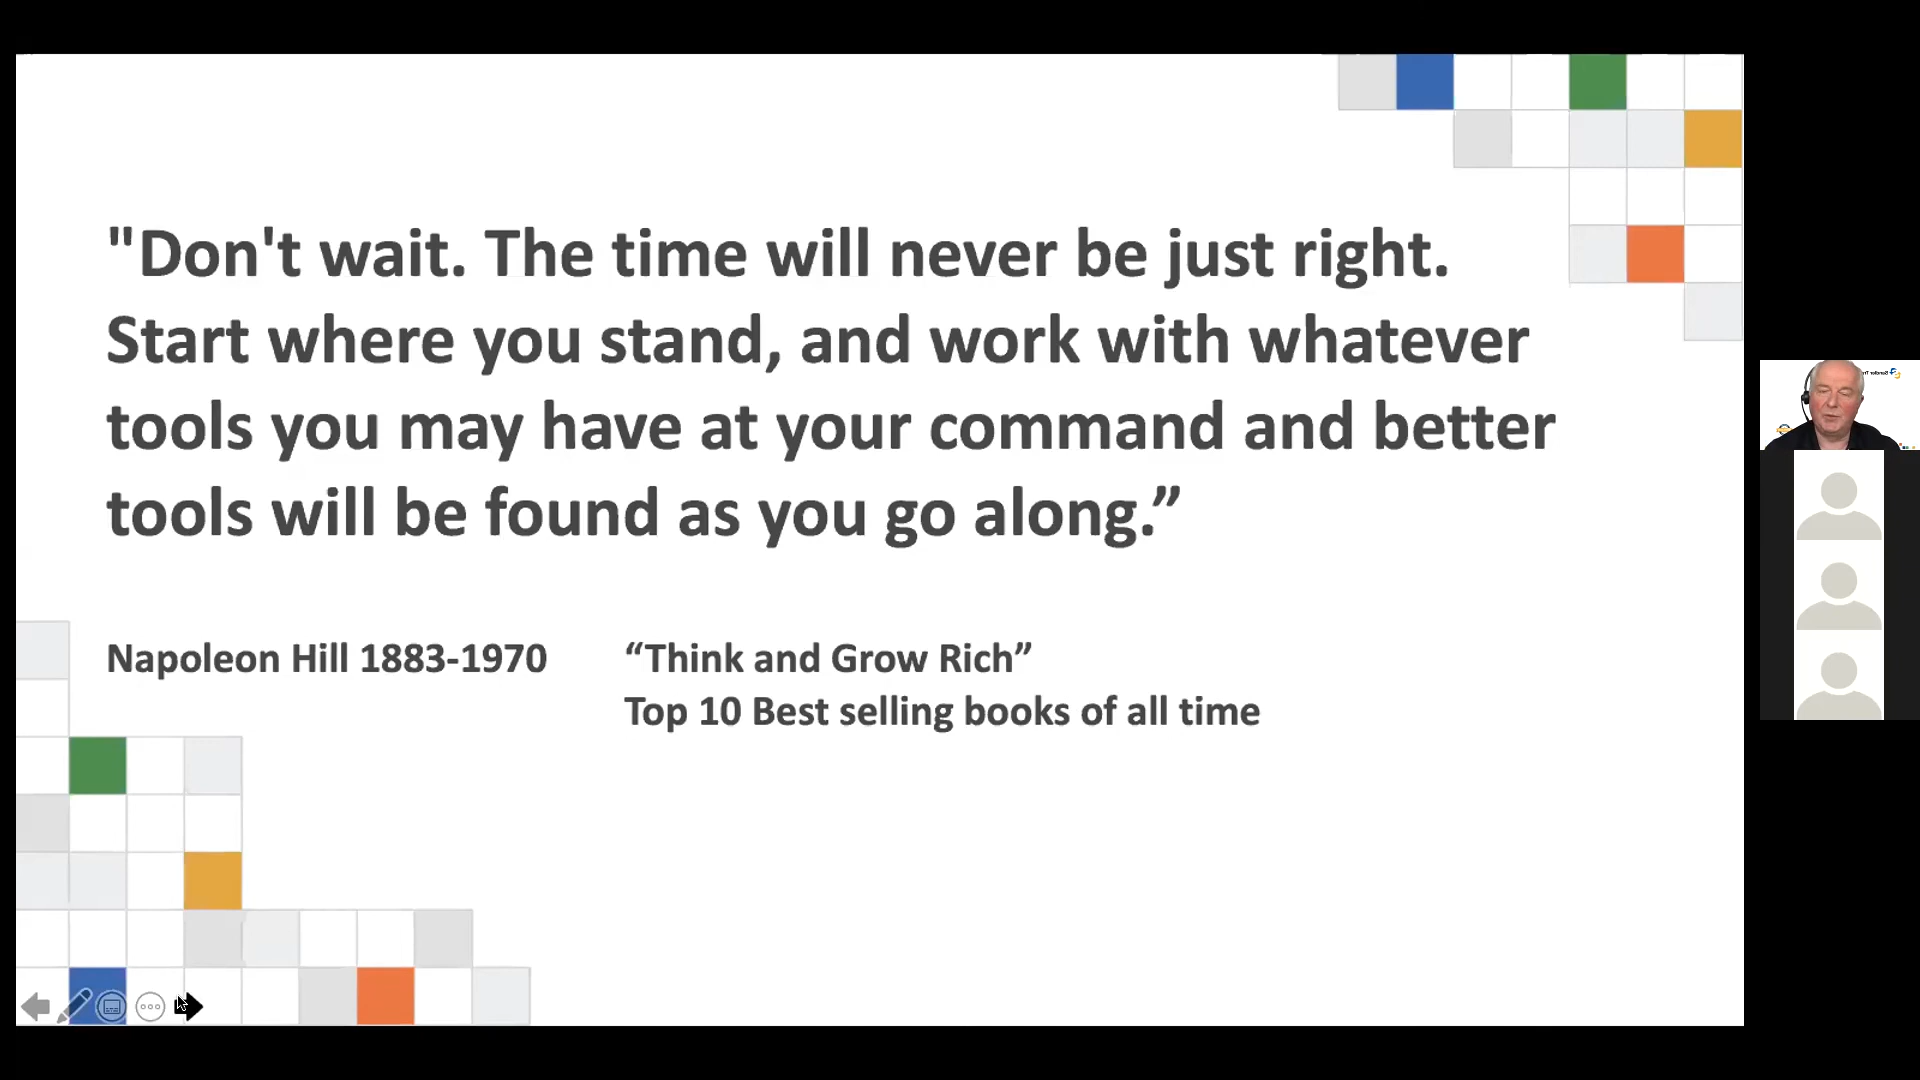 "Don't wait. The time will never be just right.
Start where you stand, and work with whatever
tools you may have at your command and better
tools will be found as you go along.”
Napoleon Hill 1883-1970
“Think and Grow Rich”
Top 10 Best selling books of all time